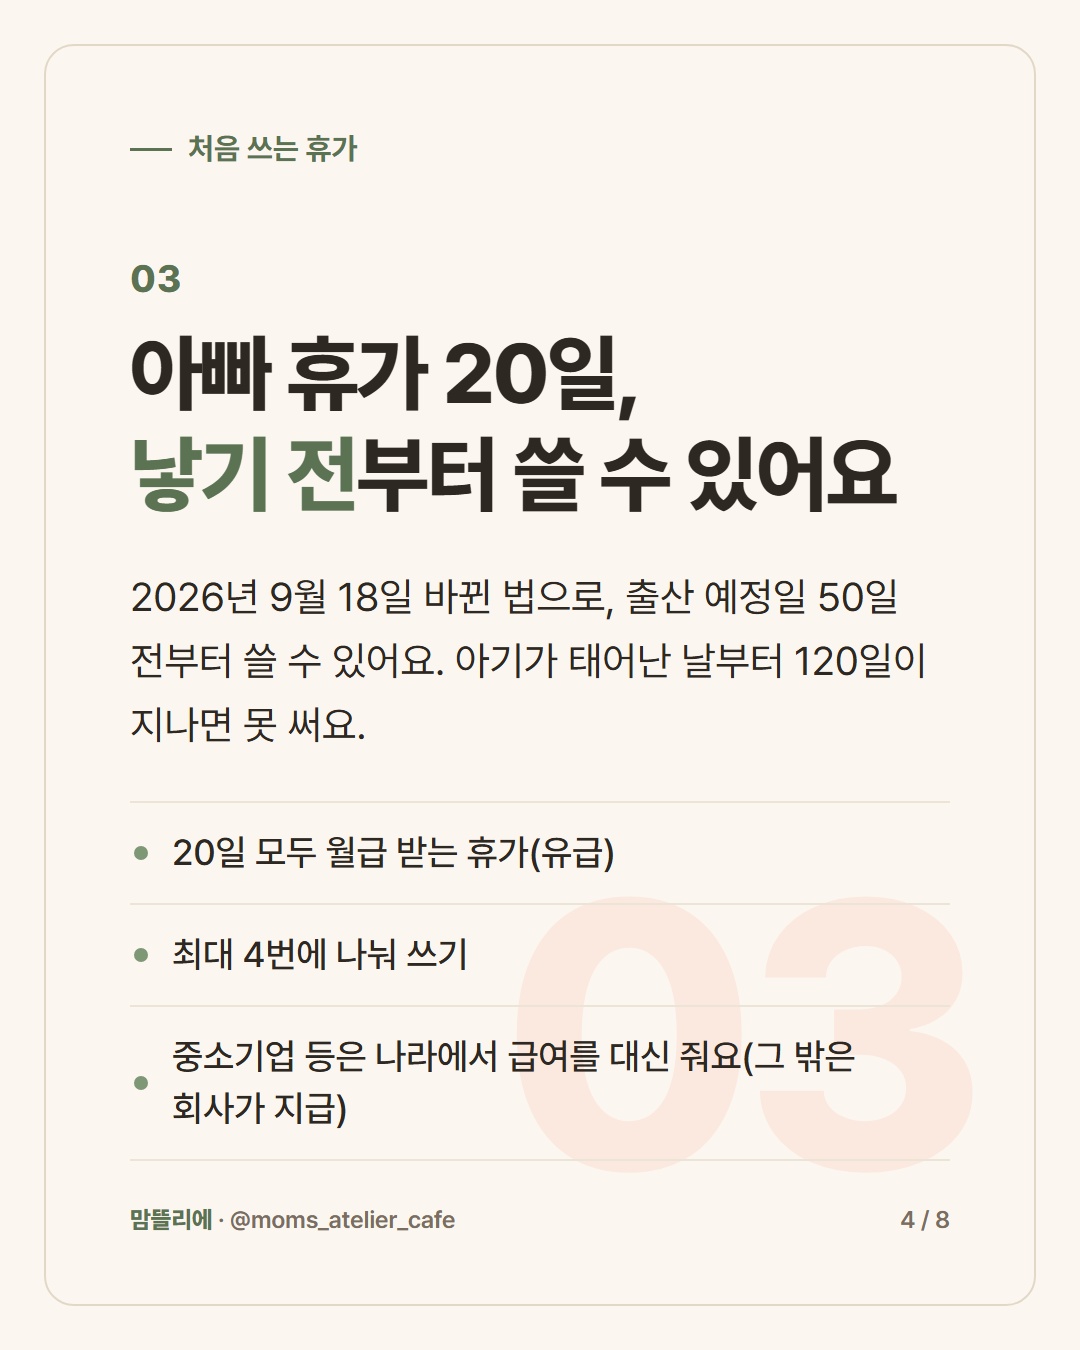 처음 쓰는 휴가
03
아빠 휴가 20일,
낳기 전부터 쓸 수 있어요
2026년 9월 18일 바뀐 법으로, 출산 예정일 50일
전부터 쓸 수 있어요. 아기가 태어난 날부터 120일이
지나면 못 써요.
20일 모두 월급 받는 휴가(유급)
최대 4번에 나눠 쓰기
03
중소기업 등은 나라에서 급여를 대신 줘요(그 밖은
회사가 지급)
맘뜰리에 · @moms_atelier_cafe
4 / 8